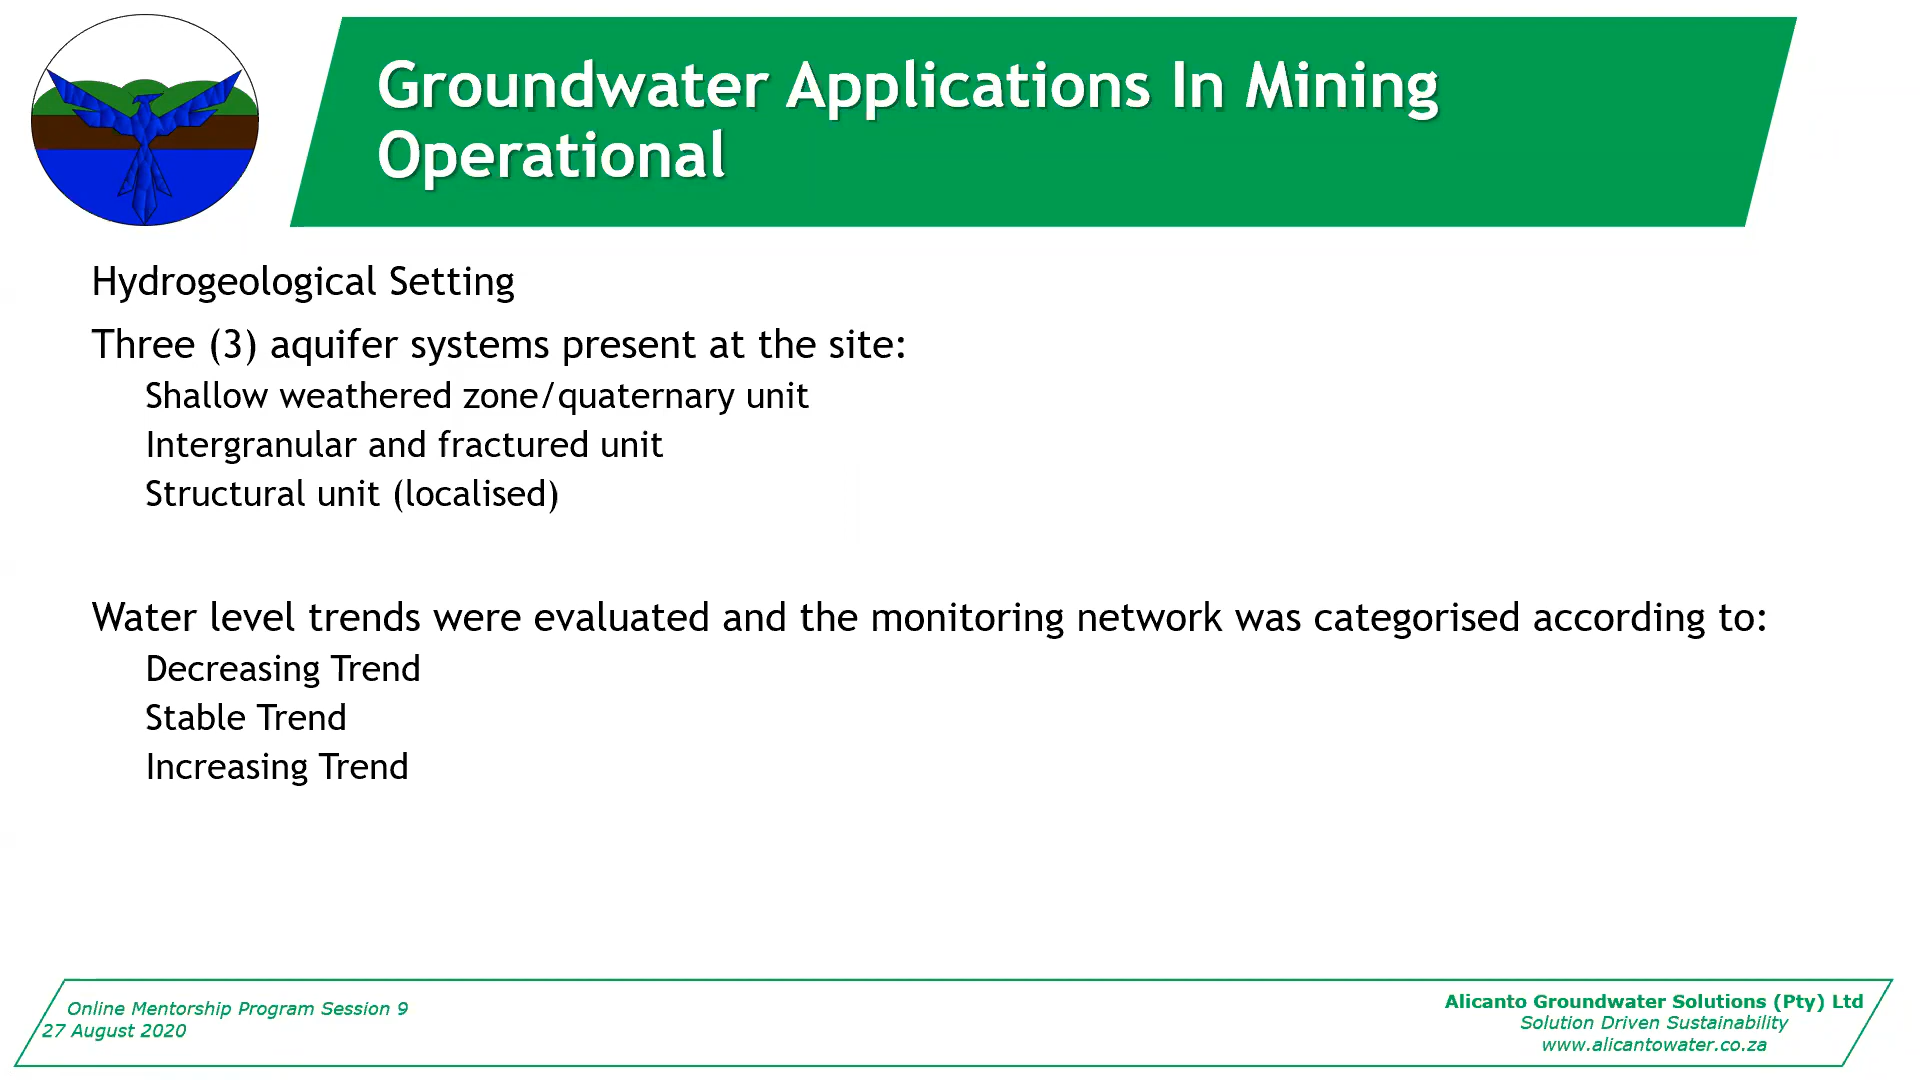 Groundwater Applications In Mining
Operational
Hydrogeological Setting
Three (3) aquifer systems present at the site:
Shallow weathered zone/quaternary unit
Intergranular and fractured unit
Structural unit (localised)
Water level trends were evaluated and the monitoring network was categorised according to:
Decreasing Trend
Stable Trend
Increasing Trend
Online Mentorship Program Session 9
27 August 2020
Alicanto Groundwater Solutions (Pty) Ltd
Solution Driven Sustainability
www.alicantowater.co.za